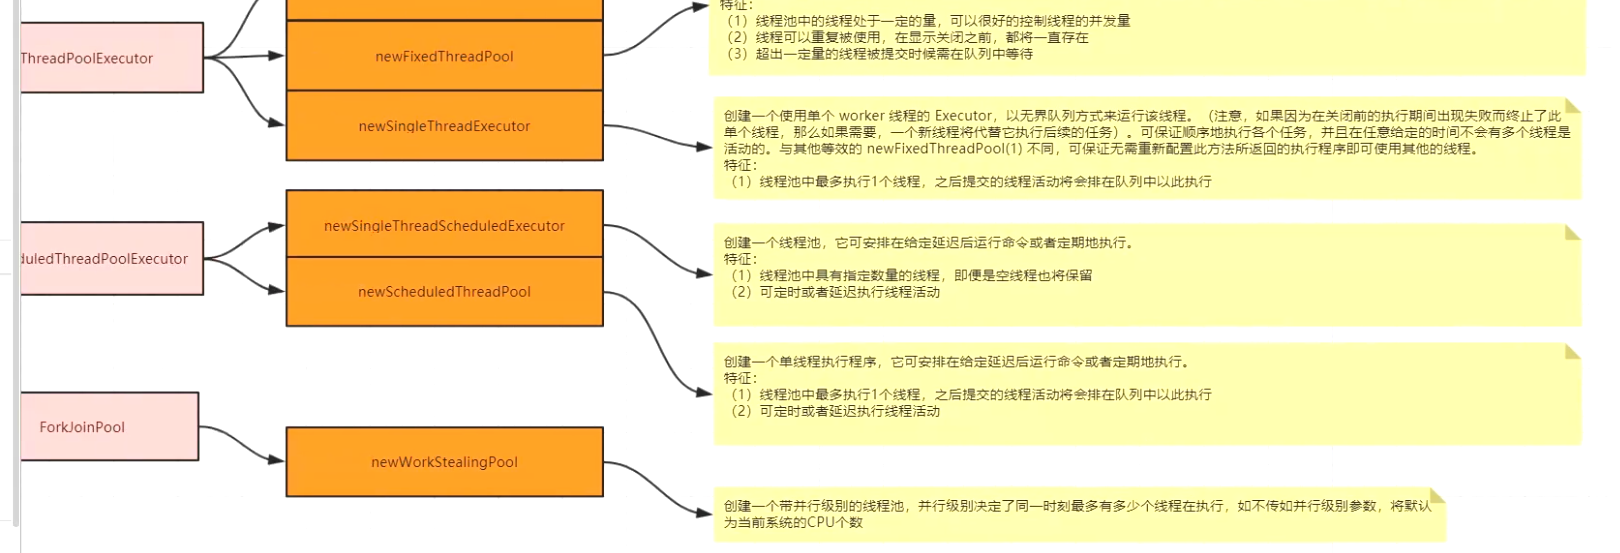 ThreadPoolExecutor
newFixedThreadPool
newSingleThreadExecutor
特征：
（1）线程池中的线程处于一定的量，可以很好的控制线程的并发量
（2）线程可以重复被使用，在显示关闭之前，都将一直存在
（3）超出一定量的线程被提交时候需在队列中等待
创建一个使用单个 worker 线程的 Executor，以无界队列方式来运行该线程。（注意，如果因为在关闭前的执行期间出现失败而终止了此
单个线程，那么如果需要，一个新线程将代替它执行后续的任务）。可保证顺序地执行各个任务，并且在任意给定的时间不会有多个线程是
活动的。与其他等效的 newFixedThreadPool(1) 不同，可保证无需重新配置此方法所返回的执行程序即可使用其他的线程。
特征：
（1）线程池中最多执行1个线程，之后提交的线程活动将会排在队列中以此执行
duledThreadPoolExecutor
newSingleThreadScheduledExecutor
newScheduledThreadPool
创建一个线程池，它可安排在给定延迟后运行命令或者定期地执行。
特征：
（1）线程池中具有指定数量的线程，即便是空线程也将保留
（2）可定时或者延迟执行线程活动
创建一个单线程执行程序，它可安排在给定延迟后运行命令或者定期地执行。
特征：
（1）线程池中最多执行1个线程，之后提交的线程活动将会排在队列中以此执行
（2）可定时或者延迟执行线程活动
ForkJoinPool
newWorkStealingPool
创建一个带并行级别的线程池，并行级别决定了同一时刻最多有多少个线程在执行，如不传如并行级别参数，将默认
为当前系统的CPU个数